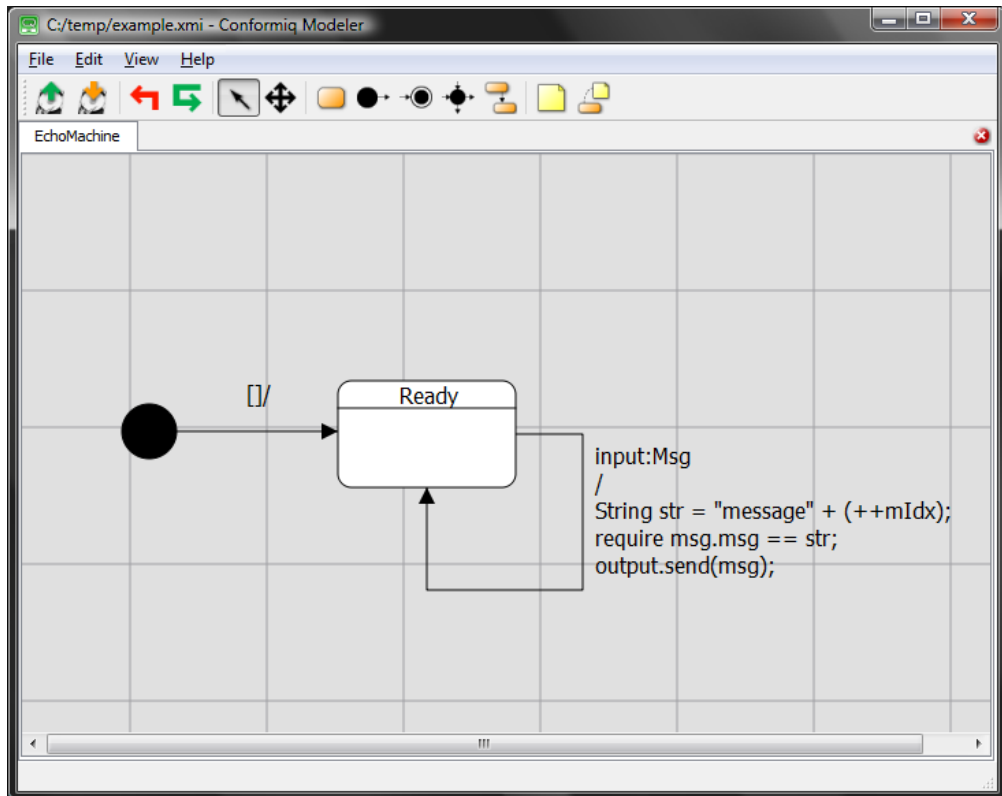 C:/temp/example.xmi - Conformiq Modeler
File Edit View Help
EchoMachine
[]/
Ready
input:Msg
/
String str = "message" + (++mIdx);
require msg.msg == str;
output.send(msg);